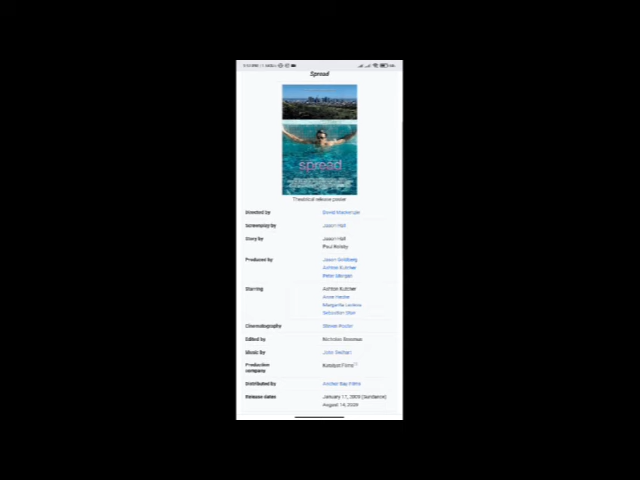 Spread
spread
Theatrical release poster
Directed by David Mackenzie
Screenplay by Jason Hall
Story by Jason Hall
Paul Kolsky
Produced by Jason Goldberg
Ashton Kutcher
Peter Morgan
Starring Ashton Kutcher
Anne Heche
Margarita Levieva
Sebastian Stan
Cinematography Steven Poster
Edited by Nicholas Erasmus
Music by John Swihart
Production Katalyst Films
company
Distributed by Anchor Bay Films
Release dates January 17, 2009 (Sundance)
August 14, 2009